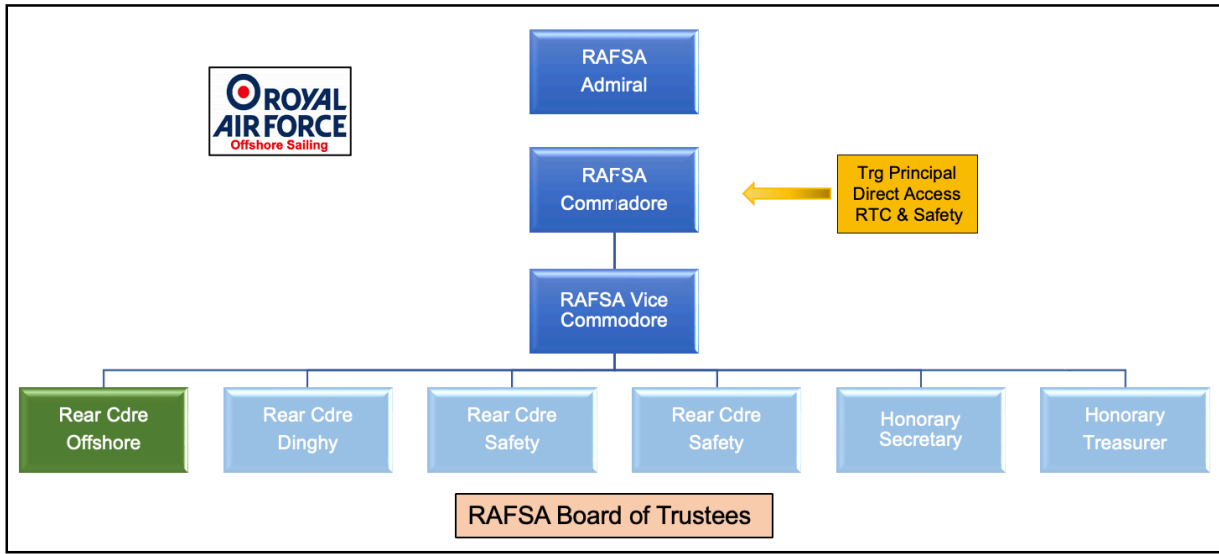 RAFSA
Admiral
ROYAL
AIR FORCE
Offshore Sailing
RAFSA
Commadore
Trg Principal
Direct Access
RTC & Safety
RAFSA Vice
Commodore
Rear Cdre
Offshore
Rear Cdre
Dinghy
Rear Cdre
Safety
Rear Cdre
Safety
Honorary
Secretary
Honorary
Treasurer
RAFSA Board of Trustees